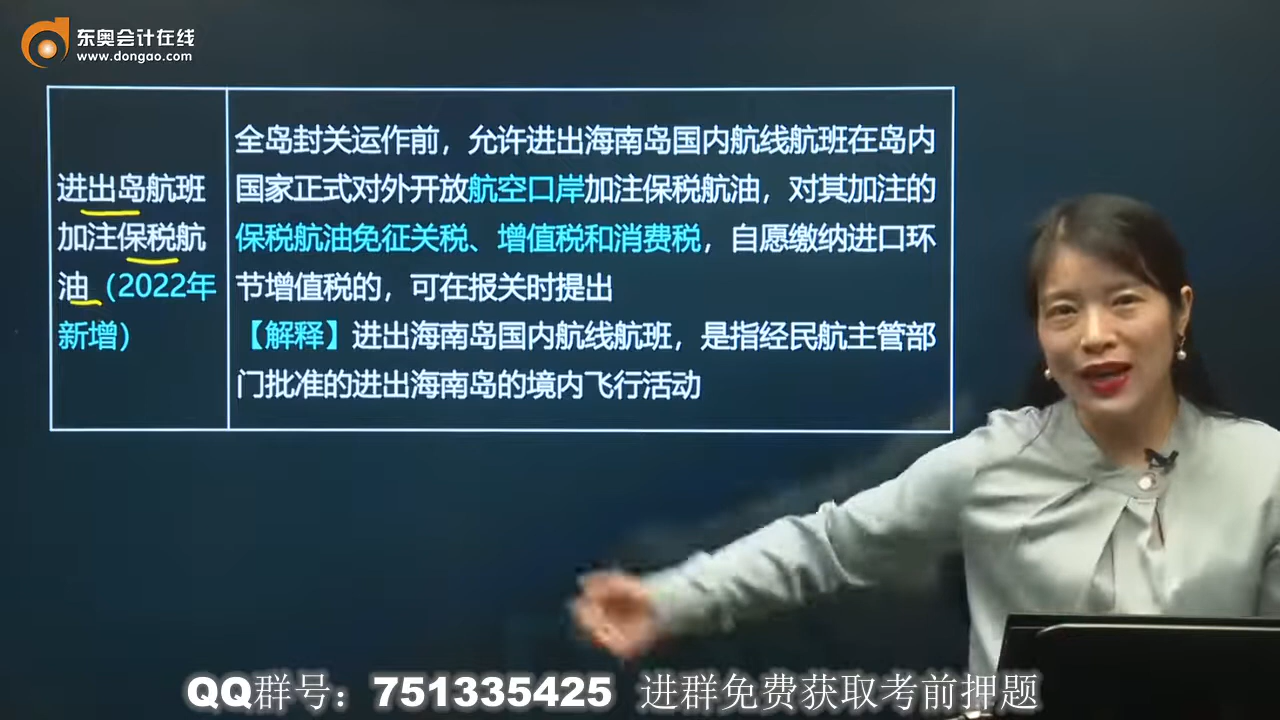 东奥会计在线
www.dongao.com
进出岛航班
加注保税航
油（2022年
新增）
全岛封关运作前，允许进出海南岛国内航线航班在岛内
国家正式对外开放航空口岸加注保税航油，对其加注的
保税航油免征关税、增值税和消费税，自愿缴纳进口环
节增值税的，可在报关时提出
【解释】进出海南岛国内航线航班，是指经民航主管部
门批准的进出海南岛的境内飞行活动
QQ群号：751335425 进群免费获取考前押题